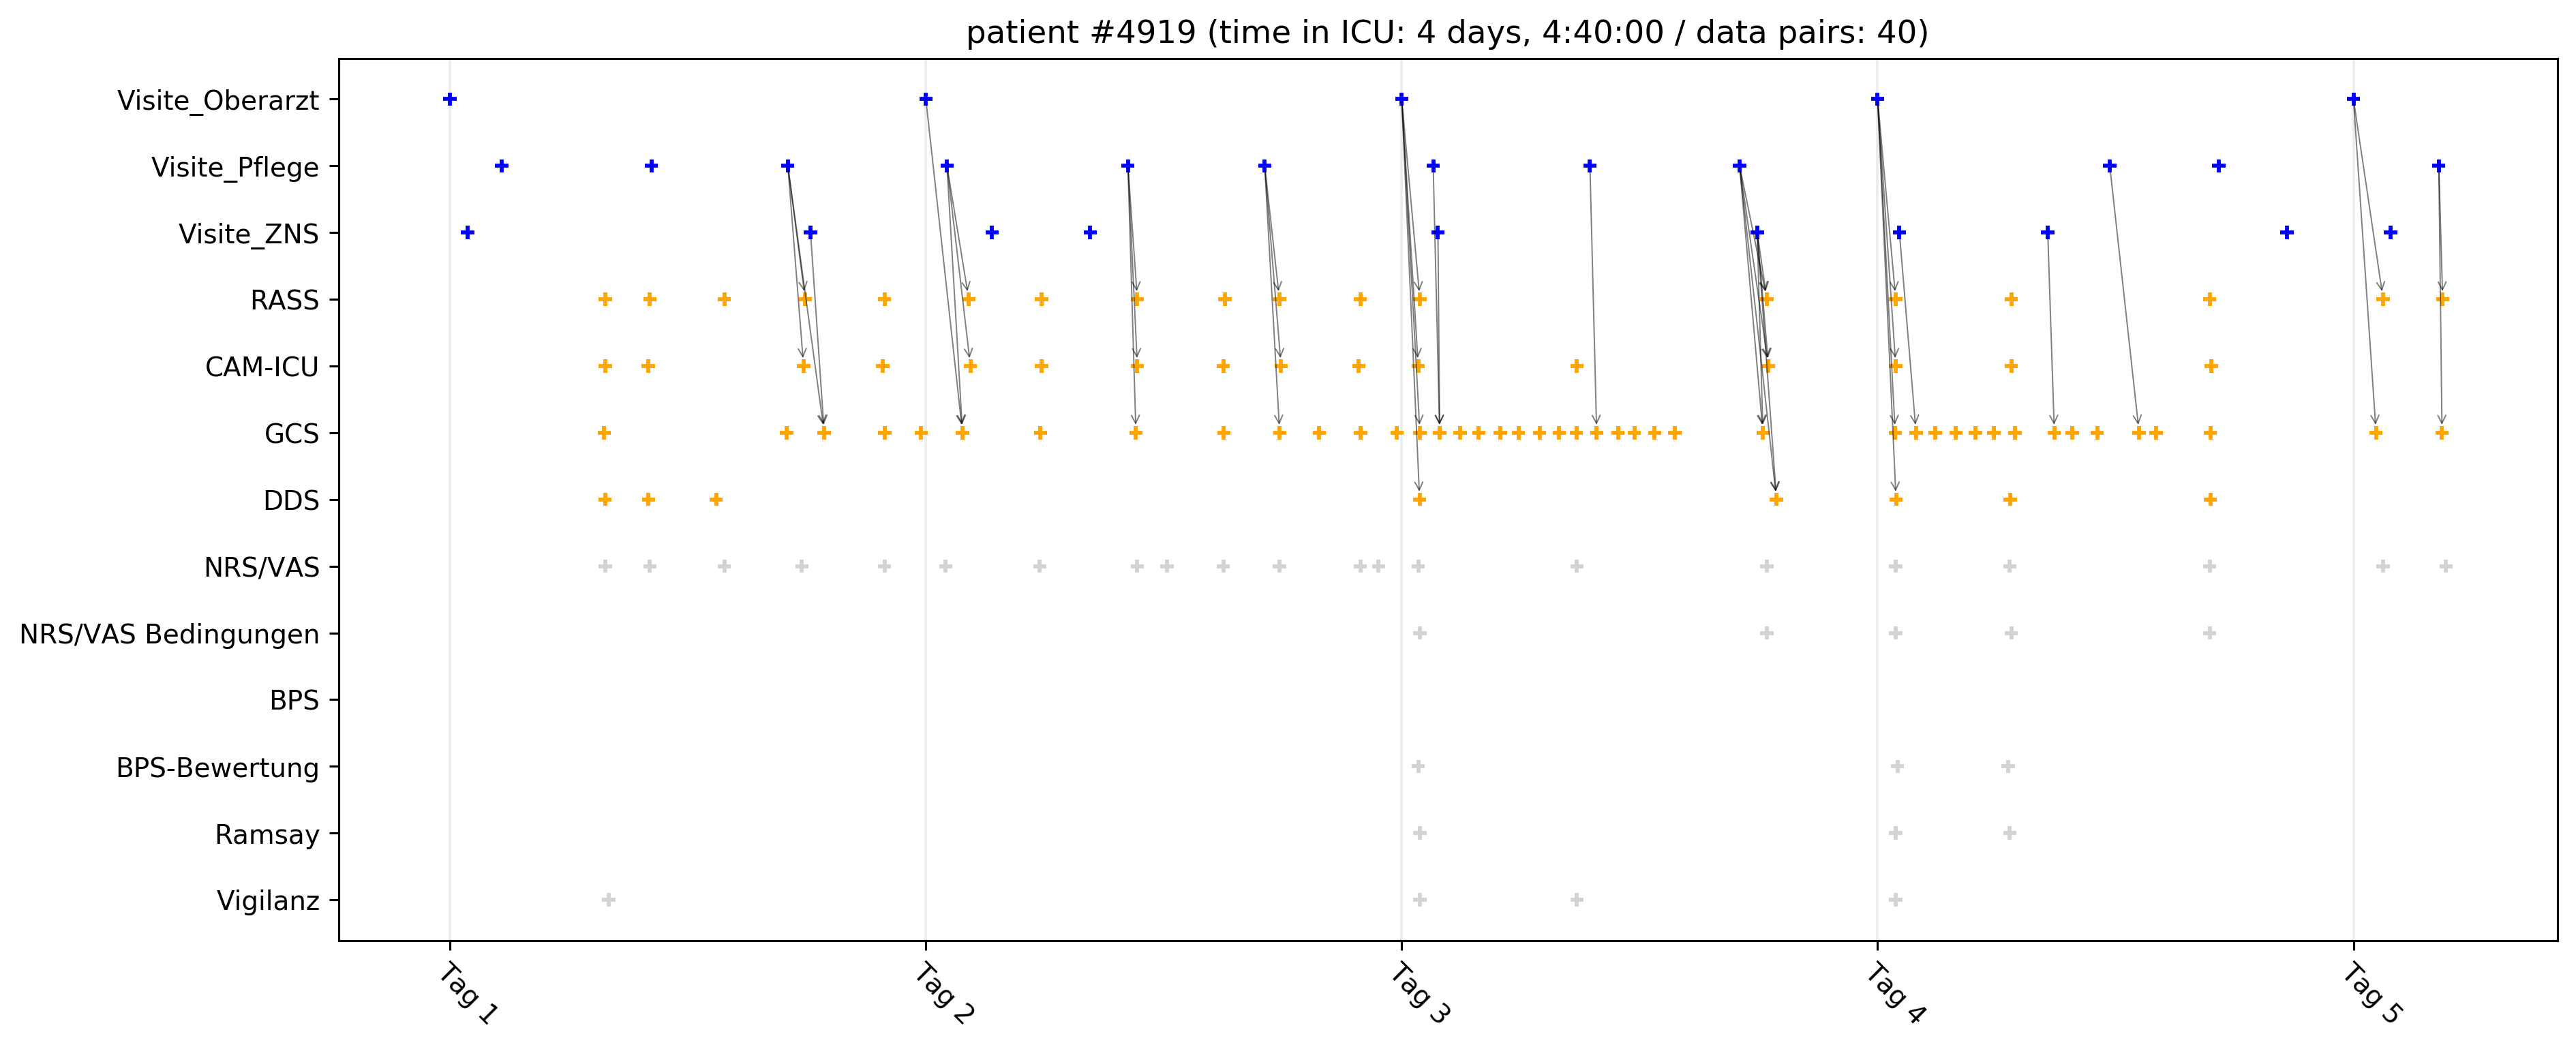 patient #4919 (time in ICU: 4 days, 4:40:00 / data pairs: 40)
Visite_Oberarzt
Visite_Pflege
Visite_ZNS
RASS
CAM-ICU
GCS
DDS
NRS/VAS
NRS/VAS Bedingungen
BPS
BPS-Bewertung
Ramsay
Vigilanz
Tag 1
Tag 2
Tag 3
Tag 4
Tag 5